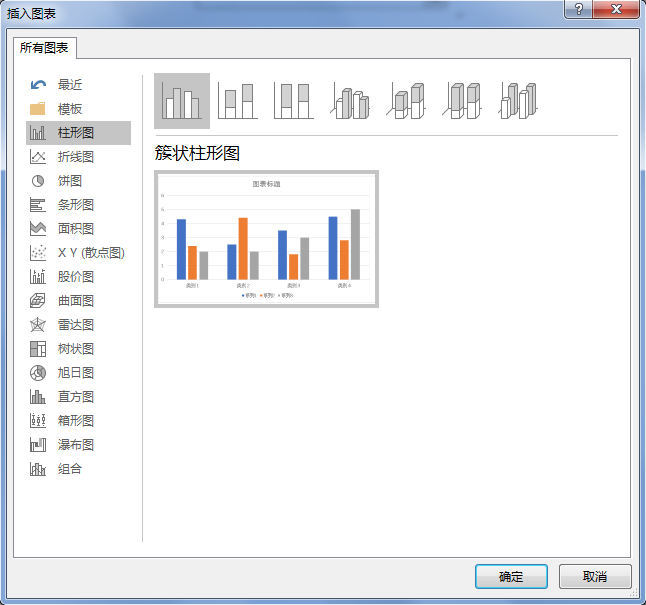 插入图表
所有图表
最近
模板
柱形图
折线图
饼图
条形图
面积图
X Y (散点图)
股价图
曲面图
雷达图
树状图
旭日图
直方图
箱形图
瀑布图
组合
簇状柱形图
图表标题
6
5
4
3
2
1
0
类别1 类别2 类别3 类别4
系列1 系列2 系列3
确定 取消